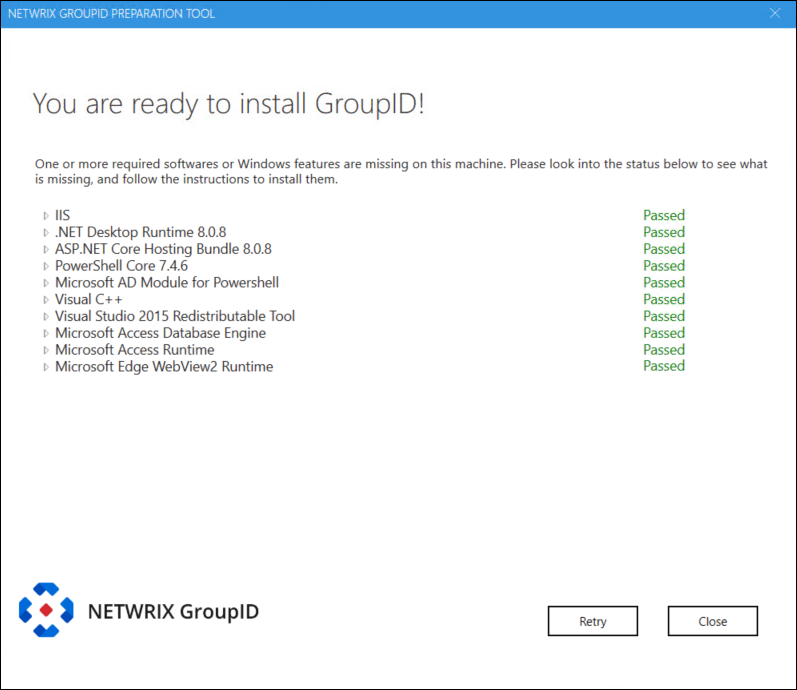 NETWRIX GROUPID PREPARATION TOOL
You are ready to install GroupID!
One or more required softwares or Windows features are missing on this machine. Please look into the status below to see what
is missing, and follow the instructions to install them.
IIS Passed
.NET Desktop Runtime 8.0.8 Passed
ASP.NET Core Hosting Bundle 8.0.8 Passed
PowerShell Core 7.4.6 Passed
Microsoft AD Module for Powershell Passed
Visual C++ Passed
Visual Studio 2015 Redistributable Tool Passed
Microsoft Access Database Engine Passed
Microsoft Access Runtime Passed
Microsoft Edge WebView2 Runtime Passed
NETWRIX GroupID
Retry Close